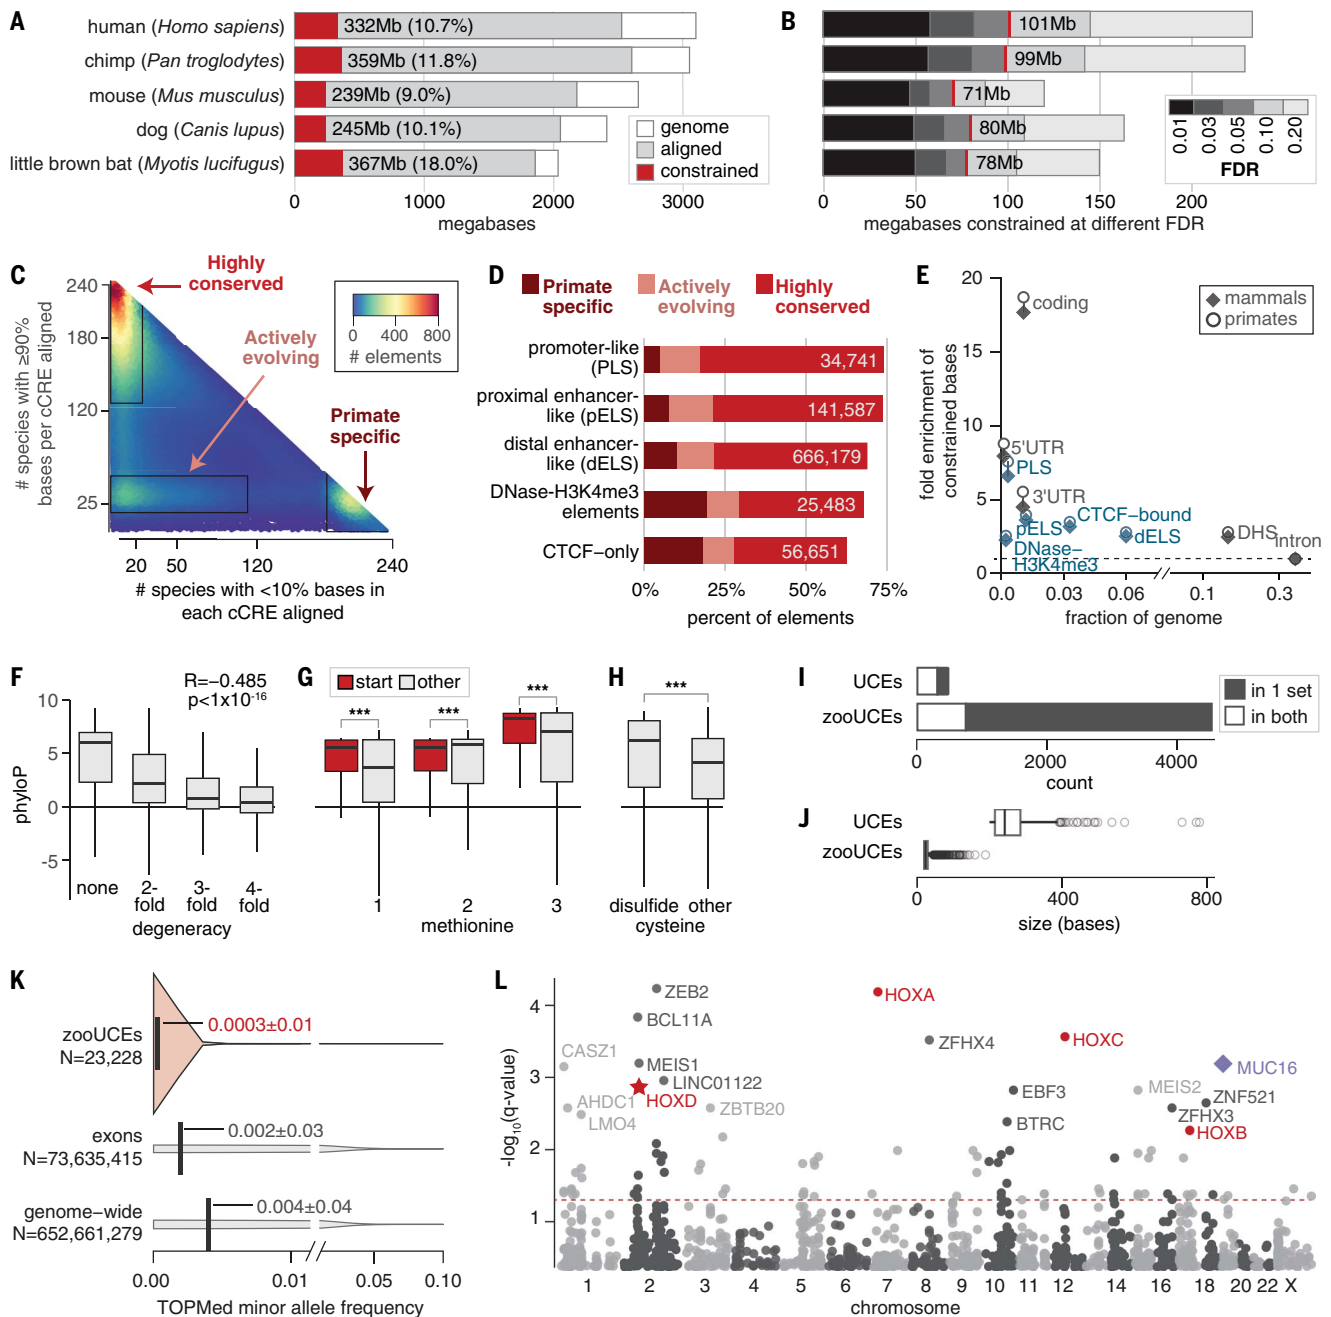 A
human (Homo sapiens)
332Mb (10.7%)
chimp (Pan troglodytes)
359Mb (11.8%)
mouse (Mus musculus)
239Mb (9.0%)
dog (Canis lupus)
245Mb (10.1%)
little brown bat (Myotis lucifugus)
367Mb (18.0%)
genome
aligned
constrained
0 1000 2000 3000
megabases
B
101Mb
99Mb
71Mb
80Mb
78Mb
0.01 0.03 0.05 0.10 0.20
FDR
0 50 100 150 200
megabases constrained at different FDR
C
Highly
conserved
Actively
evolving
Primate
specific
0 400 800
# elements
240
180
120
25
# species with ≥90%
bases per cCRE aligned
20 50 120 240
# species with <10% bases in
each cCRE aligned
D
Primate
specific
Actively
evolving
Highly
conserved
promoter-like
(PLS)
34,741
proximal enhancer-
like (pELS)
141,587
distal enhancer-
like (dELS)
666,179
DNase-H3K4me3
elements
25,483
CTCF-only
56,651
0% 25% 50% 75%
percent of elements
E
mammals
primates
20
15
10
5
0
fold enrichment of
constrained bases
coding
5'UTR
PLS
3'UTR
CTCF-bound
pELS
dELS
DNase-
H3K4me3
DHS
intron
0.0 0.03 0.06 0.1 0.3
fraction of genome
F
R=-0.485
p<1x10-16
10
5
0
-5
phyloP
none
2-
fold
3-
fold
4-
fold
degeneracy
G
start other
***
***
***
1 2 3
methionine
H
***
disulfide other
cysteine
I
UCEs
zooUCEs
in 1 set
in both
0 2000 4000
count
J
UCEs
zooUCEs
0 400 800
size (bases)
K
zooUCEs
N=23,228
0.0003±0.01
exons
N=73,635,415
0.002±0.03
genome-wide
N=652,661,279
0.004±0.04
0.00 0.01 0.05 0.10
TOPMed minor allele frequency
L
4
3
2
1
-log10(q-value)
ZEB2
BCL11A
CASZ1
MEIS1
LINC01122
HOXD
AHDC1
LMO4
ZBTB20
HOXA
ZFHX4
HOXC
MUC16
EBF3
BTRC
MEIS2
ZNF521
ZFHX3
HOXB
1 2 3 4 5 6 7 8 9 10 11 12 14 16 18 20 22 X
chromosome